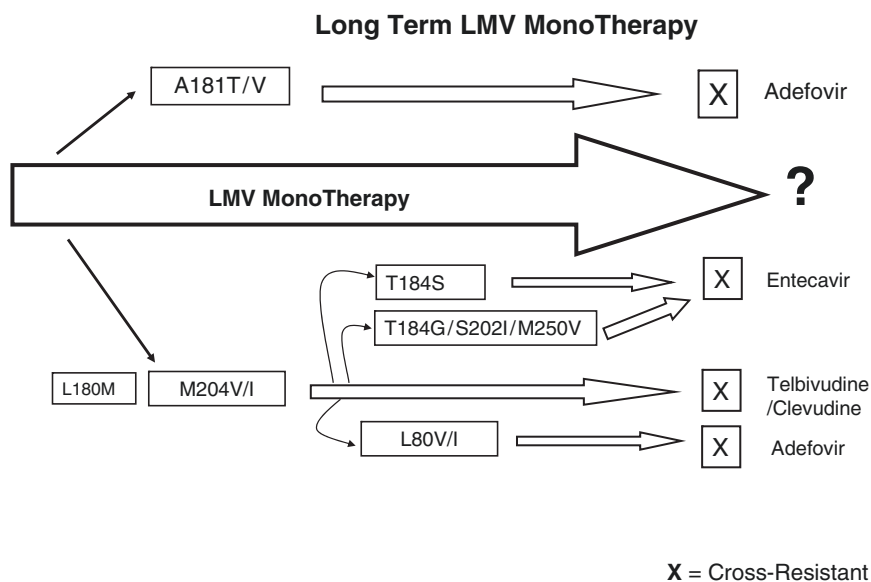 Long Term LMV MonoTherapy
A181T/V
X
Adefovir
LMV MonoTherapy
?
T184S
X
Entecavir
T184G/S202I/M250V
L180M
M204V/I
X
Telbivudine
/Clevudine
L80V/I
X
Adefovir
X = Cross-Resistant